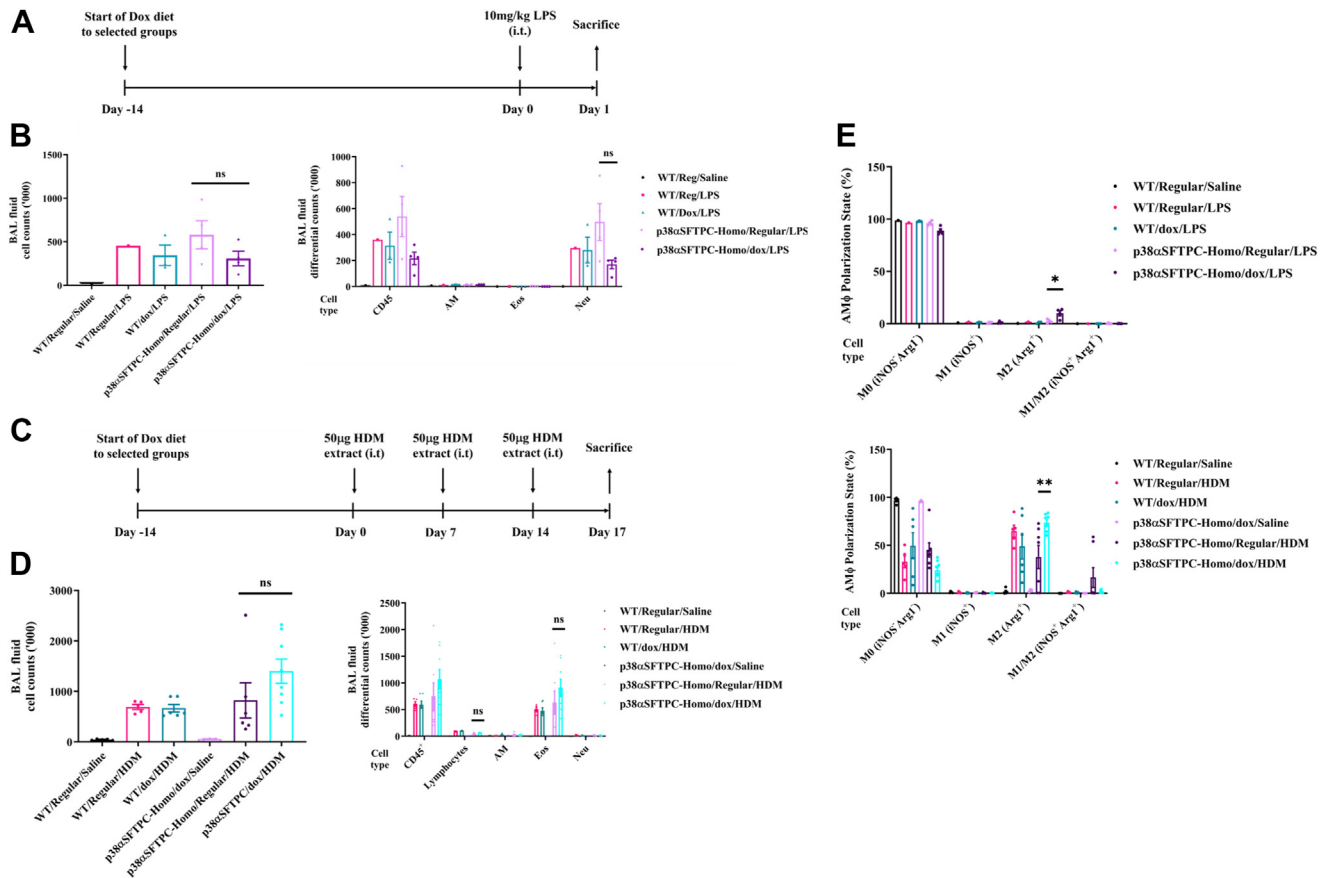 A
Start of Dox diet
to selected groups
10mg/kg LPS
(i.t.)
Sacrifice
Day -14
Day 0
Day 1
B
BAL fluid
cell counts ('000)
1500
1000
500
0
ns
WT/Regular/Saline
WT/Regular/LPS
WT/dox/LPS
p38αSFTPC-Homo/Regular/LPS
p38αSFTPC-Homo/dox/LPS
BAL fluid
differential counts ('000)
1000
800
600
400
200
0
ns
Cell
type
CD45+
AM
Eos
Neu
WT/Reg/Saline
WT/Reg/LPS
WT/Dox/LPS
p38αSFTPC-Homo/Regular/LPS
p38αSFTPC-Homo/dox/LPS
C
Start of Dox diet
to selected groups
50μg HDM
extract (i.t)
50μg HDM
extract (i.t)
50μg HDM
extract (i.t)
Sacrifice
Day -14
Day 0
Day 7
Day 14
Day 17
D
BAL fluid
cell counts ('000)
3000
2000
1000
0
ns
WT/Regular/Saline
WT/Regular/HDM
WT/dox/HDM
p38αSFTPC-Homo/dox/Saline
p38αSFTPC-Homo/Regular/HDM
p38αSFTPC/dox/HDM
BAL fluid
differential counts ('000)
2500
2000
1500
1000
500
0
ns
ns
Cell
type
CD45+
Lymphocytes
AM
Eos
Neu
WT/Regular/Saline
WT/Regular/HDM
WT/dox/HDM
p38αSFTPC-Homo/dox/Saline
p38αSFTPC-Homo/Regular/HDM
p38αSFTPC-Homo/dox/HDM
E
AMϕ Polarization State (%)
150
100
50
0
*
Cell
type
M0 (iNOS-Arg1-)
M1 (iNOS+)
M2 (Arg1+)
M1/M2 (iNOS+Arg1+)
WT/Regular/Saline
WT/Regular/LPS
WT/dox/LPS
p38αSFTPC-Homo/Regular/LPS
p38αSFTPC-Homo/dox/LPS
AMϕ Polarization State (%)
150
100
50
0
**
Cell
type
M0 (iNOS-Arg1-)
M1 (iNOS+)
M2 (Arg1+)
M1/M2 (iNOS+Arg1+)
WT/Regular/Saline
WT/Regular/HDM
WT/dox/HDM
p38αSFTPC-Homo/dox/Saline
p38αSFTPC-Homo/Regular/HDM
p38αSFTPC-Homo/dox/HDM